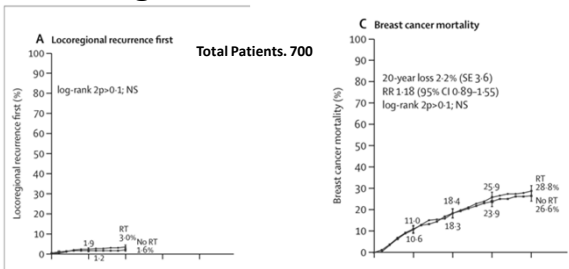 A Locoregional recurrence first
Total Patients. 700
Locoregional recurrence first (%)
100
90
80
70
60
50
40
30
20
10
0
log-rank 2p>0·1; NS
1·9
1·2
RT
3·0%
No RT
1·6%
C Breast cancer mortality
Breast cancer mortality (%)
100
90
80
70
60
50
40
30
20
10
0
20-year loss 2·2% (SE 3·6)
RR 1·18 (95% CI 0·89–1·55)
log-rank 2p>0·1; NS
11·0
10·6
18·4
18·3
25·9
23·9
RT
28·8%
No RT
26·6%